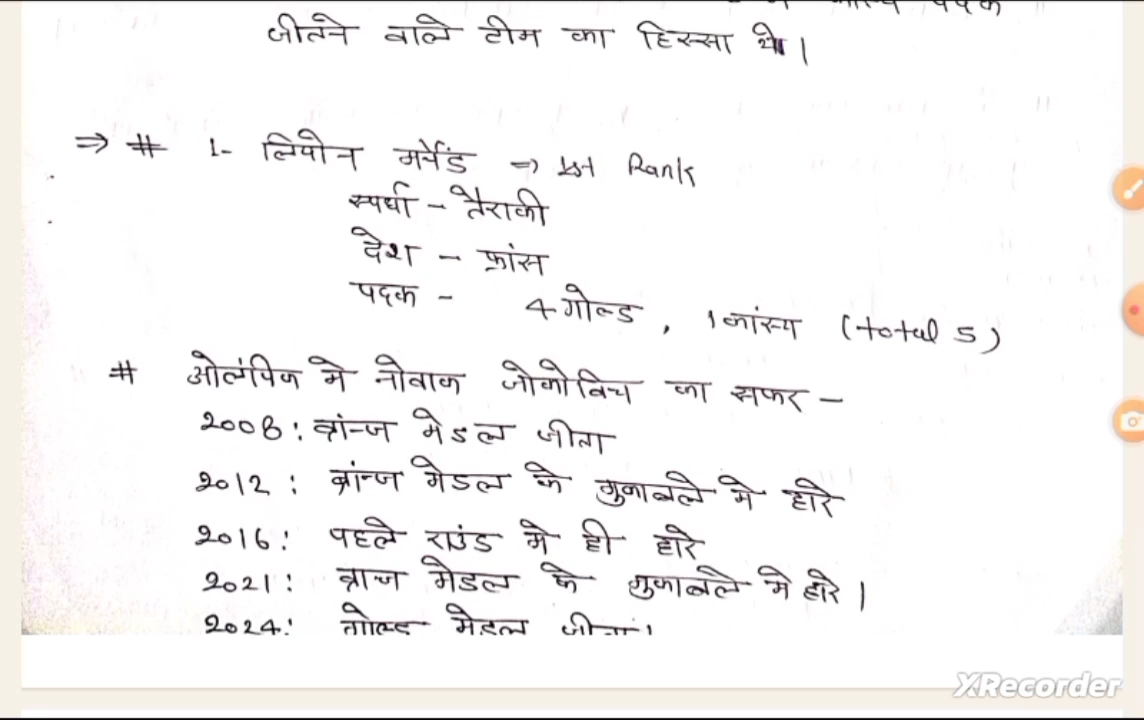 जीतने वाले टीम का हिस्सा थे।
⇒ # 1- लियोन मर्चेंड ⇒ 1st Rank
स्पर्धा - तैराकी
देश - फ्रांस
पदक - 4 गोल्ड, 1 कांस्य (total 5)
# ओलंपिक मे नोवाक जोकोविच का सफर -
2008: ब्रांन्ज मेडल जीता
2012: ब्रांन्ज मेडल के मुकाबले मे हारे
2016: पहले राउंड मे ही हारे
2021: ब्राज मेडल के मुकाबले मे हारे।
2024: गोल्ड मेडल जीता।
XRecorder